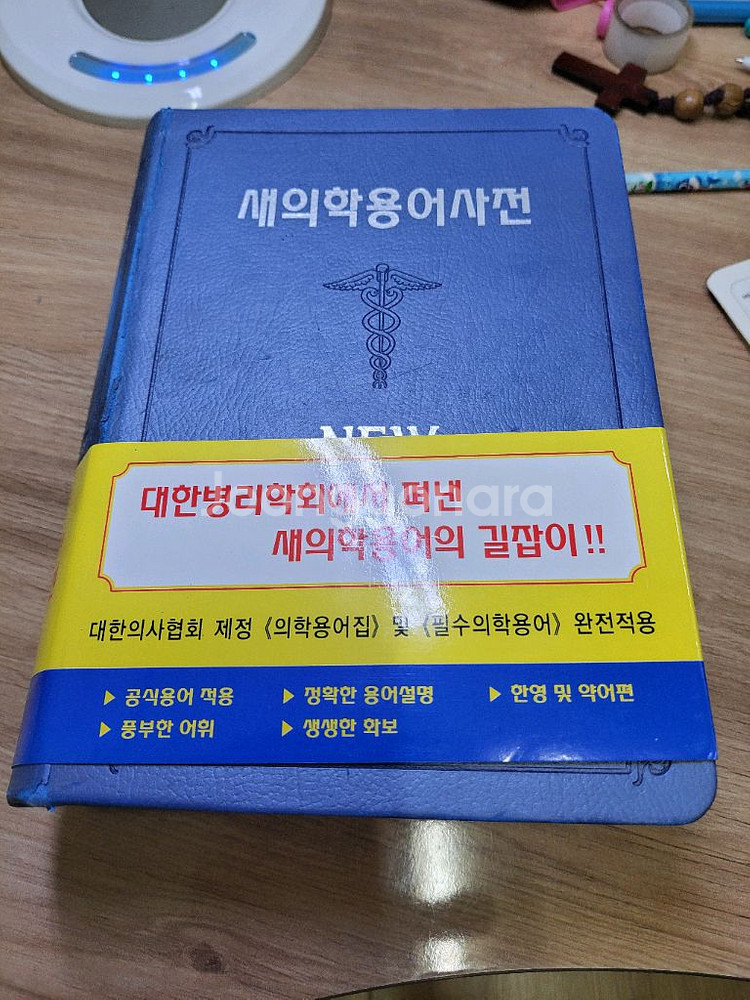 새의학용어사전
NEW
대한병리학회에서 펴낸
새의학용어의 길잡이!!
대한의사협회 제정 《의학용어집》 및 《필수의학용어》 완전적용
▶ 공식용어 적용 ▶ 정확한 용어설명 ▶ 한영 및 약어편
▶ 풍부한 어휘 ▶ 생생한 화보